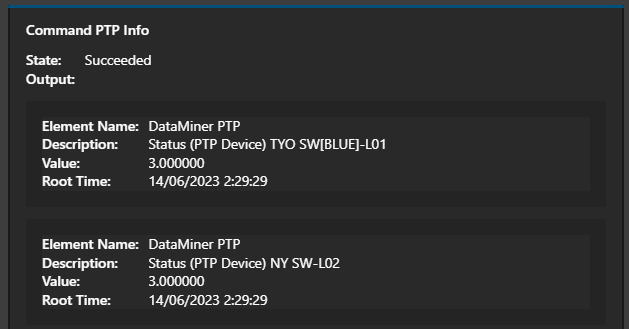 Command PTP Info
State: Succeeded
Output:
Element Name: DataMiner PTP
Description: Status (PTP Device) TYO SW[BLUE]-L01
Value: 3.000000
Root Time: 14/06/2023 2:29:29
Element Name: DataMiner PTP
Description: Status (PTP Device) NY SW-L02
Value: 3.000000
Root Time: 14/06/2023 2:29:29